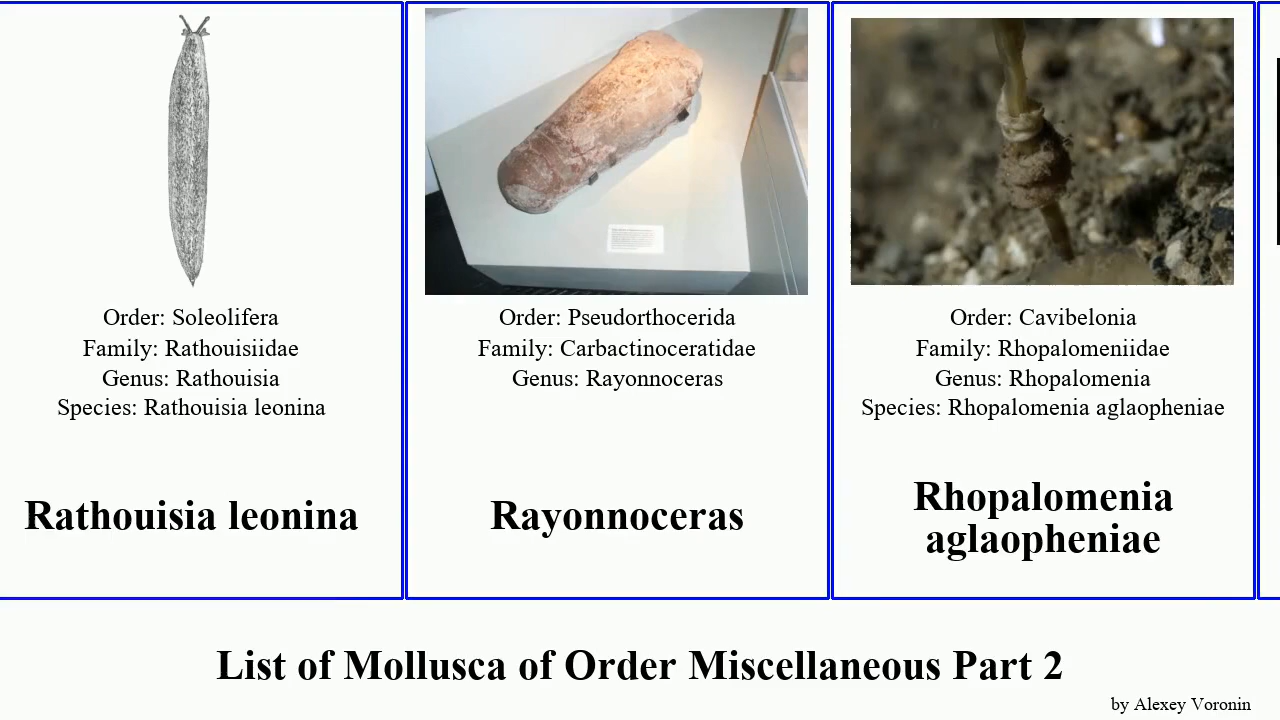 Order: Soleolifera
Family: Rathouisiidae
Genus: Rathouisia
Species: Rathouisia leonina
Rathouisia leonina
Order: Pseudorthocerida
Family: Carbactinoceratidae
Genus: Rayonnoceras
Rayonnoceras
Order: Cavibelonia
Family: Rhopalomeniidae
Genus: Rhopalomenia
Species: Rhopalomenia aglaopheniae
Rhopalomenia
aglaopheniae
List of Mollusca of Order Miscellaneous Part 2
by Alexey Voronin